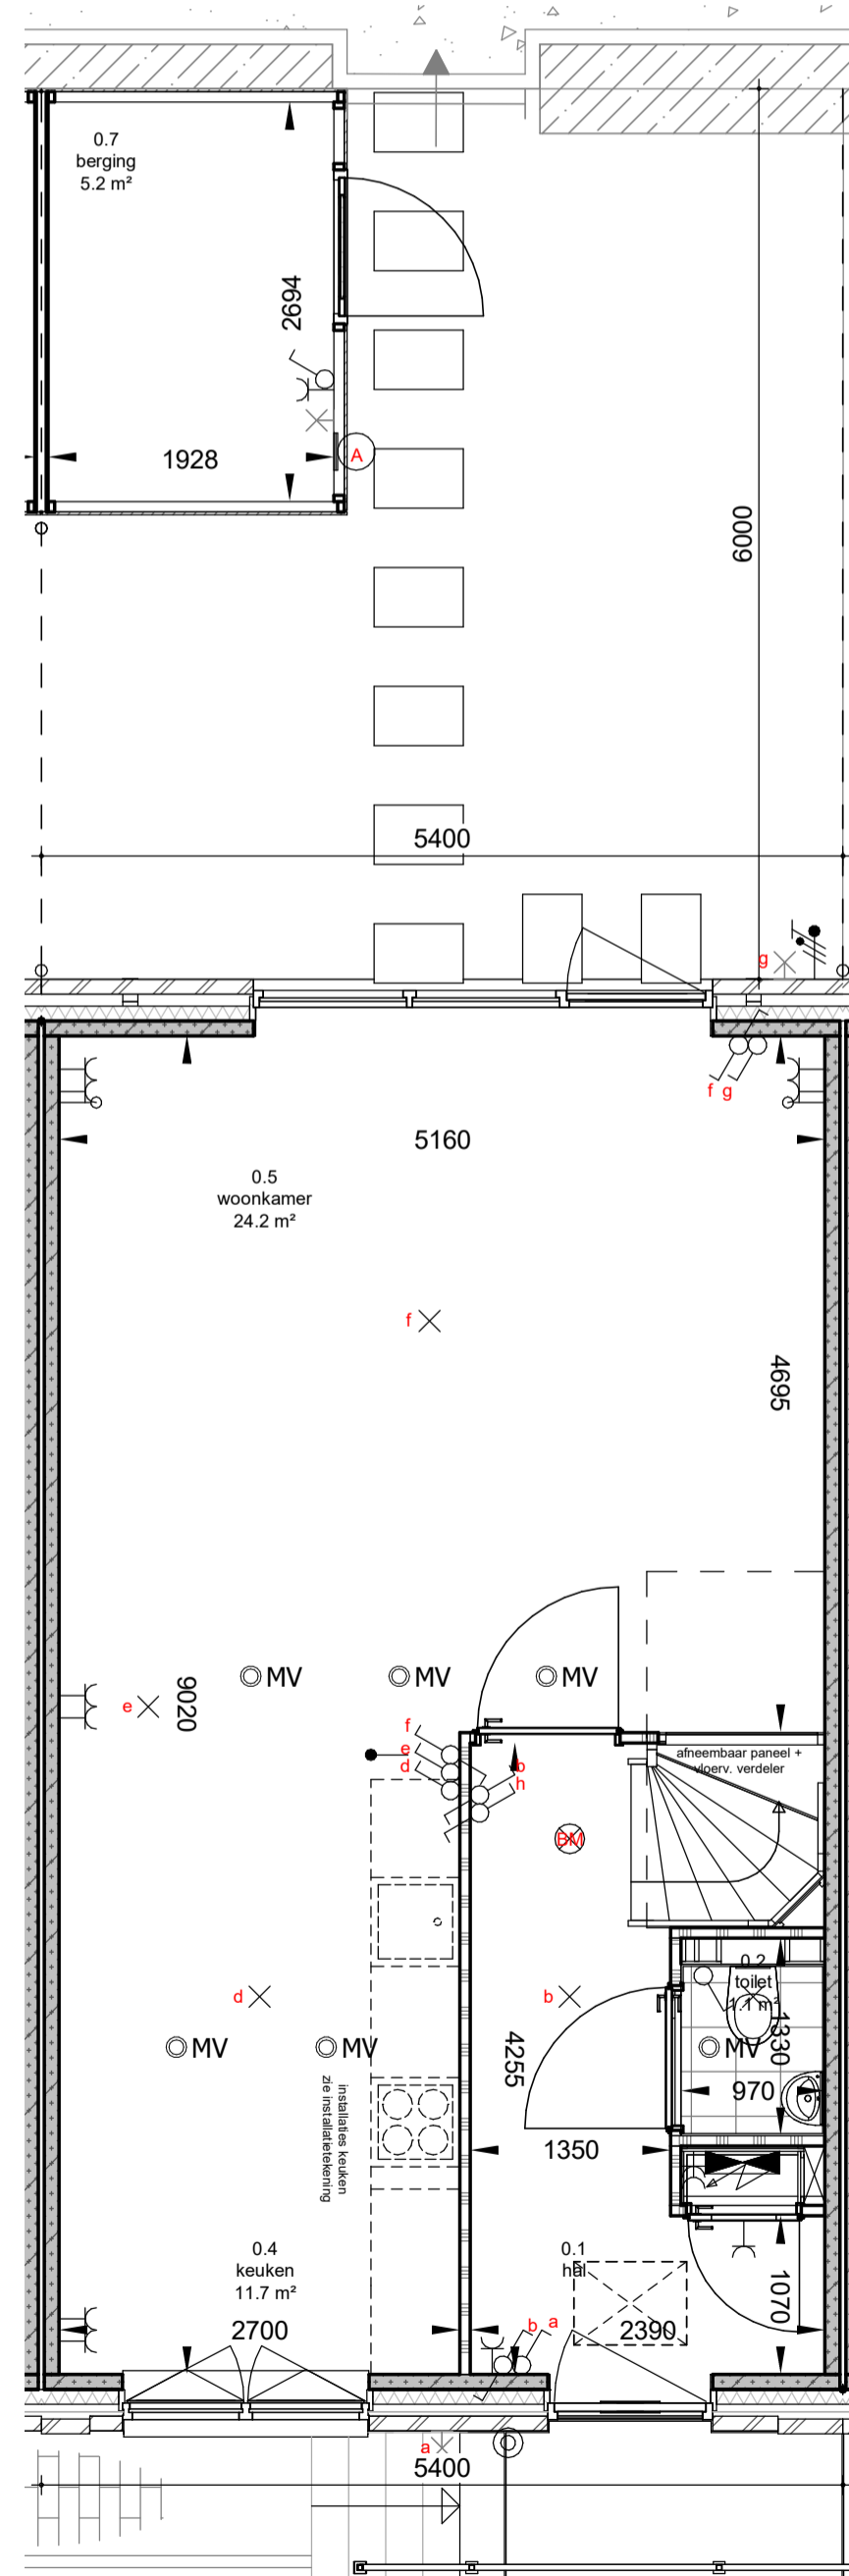 0.7
berging
5.2 m²
2694
1928
A
6000
5400
g
f g
5160
0.5
woonkamer
24.2 m²
f
4695
MV
MV
MV
e
9020
f
e
d
b
h
afneembaar paneel +
vloerv. verdeler
BM
0.2
toilet
1.1 m²
d
b
MV
MV
MV
1330
4255
970
installaties keuken
zie installatietekening
1350
0.4
keuken
11.7 m²
0.1
hal
1070
2700
b
a
2390
a
5400